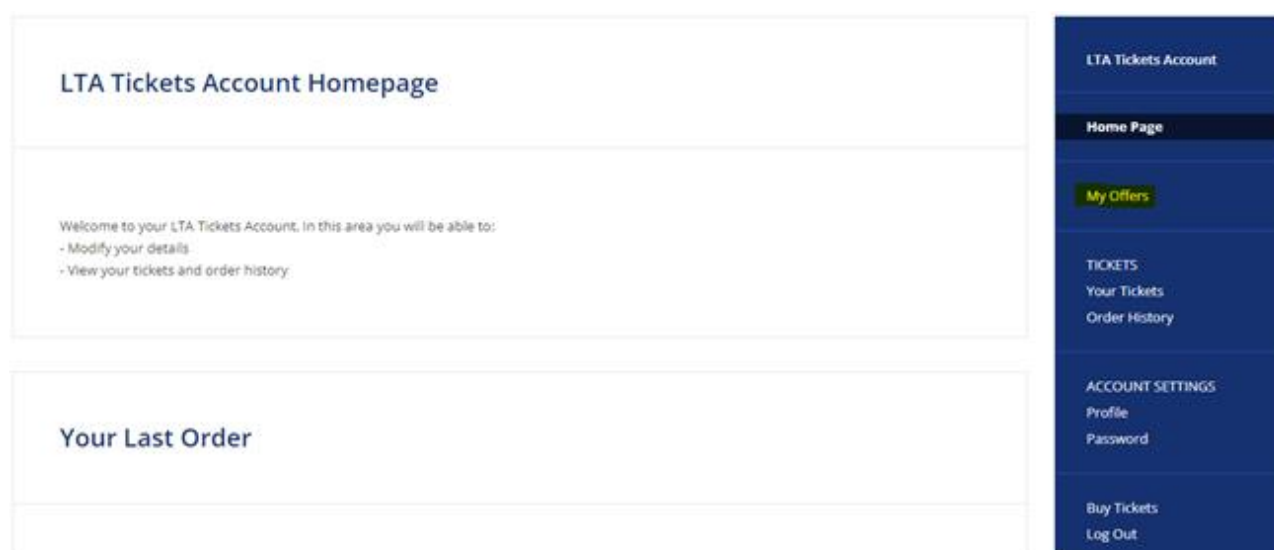 LTA Tickets Account Homepage
Welcome to your LTA Tickets Account. In this area you will be able to:
- Modify your details
- View your tickets and order history
Your Last Order
LTA Tickets Account
Home Page
My Offers
TICKETS
Your Tickets
Order History
ACCOUNT SETTINGS
Profile
Password
Buy Tickets
Log Out